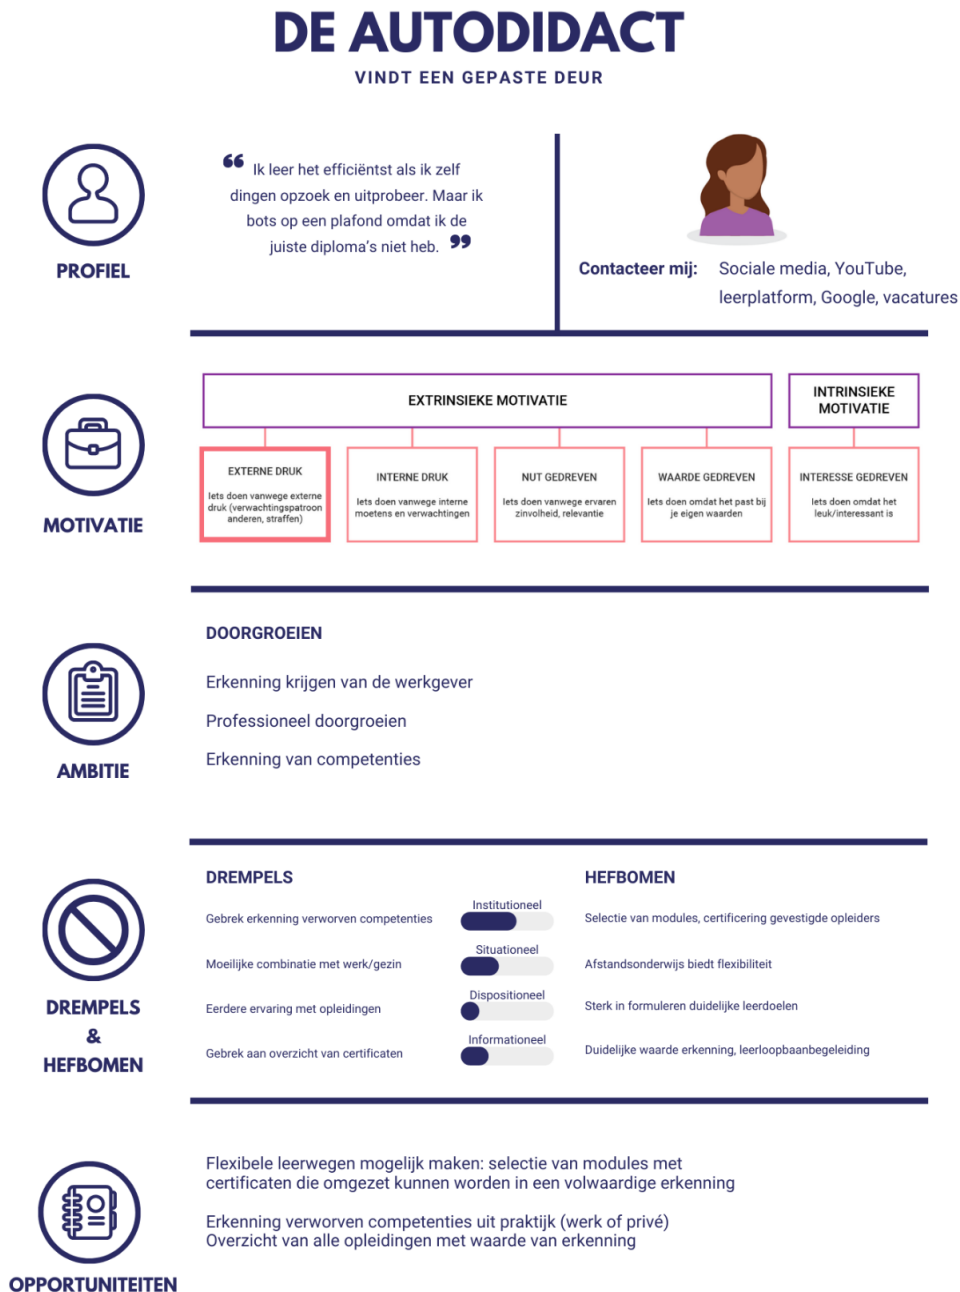 DE AUTODIDACT
VINDT EEN GEPASTE DEUR
PROFIEL
“ Ik leer het efficiëntst als ik zelf
dingen opzoek en uitprobeer. Maar ik
bots op een plafond omdat ik de
juiste diploma’s niet heb. ”
Contacteer mij: Sociale media, YouTube,
leerplatform, Google, vacatures
MOTIVATIE
EXTRINSIEKE MOTIVATIE
INTRINSIEKE
MOTIVATIE
EXTERNE DRUK
Iets doen vanwege externe
druk (verwachtingspatroon
anderen, straffen)
INTERNE DRUK
Iets doen vanwege interne
moetens en verwachtingen
NUT GEDREVEN
Iets doen vanwege ervaren
zinvolheid, relevantie
WAARDE GEDREVEN
Iets doen omdat het past bij
je eigen waarden
INTERESSE GEDREVEN
Iets doen omdat het
leuk/interessant is
AMBITIE
DOORGROEIEN
Erkenning krijgen van de werkgever
Professioneel doorgroeien
Erkenning van competenties
DREMPELS
&
HEFBOMEN
DREMPELS
HEFBOMEN
Gebrek erkenning verworven competenties
Institutioneel
Selectie van modules, certificering gevestigde opleiders
Moeilijke combinatie met werk/gezin
Situationeel
Afstandsonderwijs biedt flexibiliteit
Eerdere ervaring met opleidingen
Dispositioneel
Sterk in formuleren duidelijke leerdoelen
Gebrek aan overzicht van certificaten
Informationeel
Duidelijke waarde erkenning, leerloopbaanbegeleiding
OPPORTUNITEITEN
Flexibele leerwegen mogelijk maken: selectie van modules met
certificaten die omgezet kunnen worden in een volwaardige erkenning
Erkenning verworven competenties uit praktijk (werk of privé)
Overzicht van alle opleidingen met waarde van erkenning